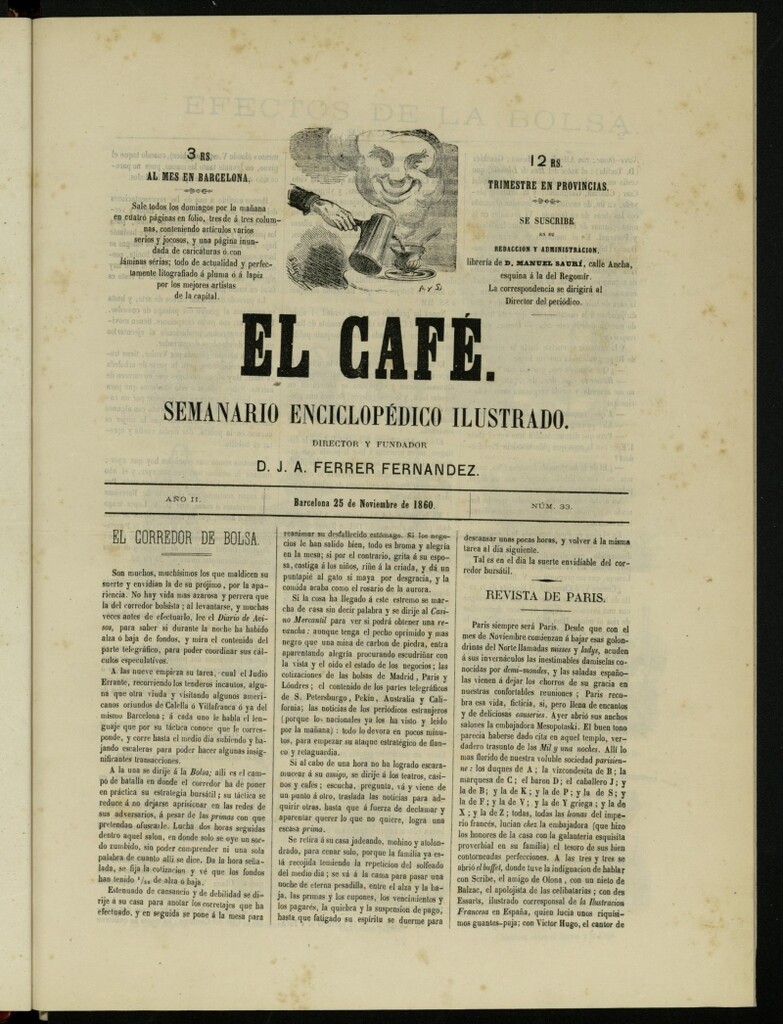 3 RS.
AL MES EN BARCELONA.
Sale todos los domingos por la mañana
en cuatro páginas en fólio, tres de á tres colum-
nas, conteniendo artículos varios
serios y jocosos, y una página inun-
dada de caricaturas ó con
láminas sérias; todo de actualidad y perfec-
tamente litografiado á pluma ó á lapiz
por los mejores artistas
de la capital.
12 RS.
TRIMESTRE EN PROVINCIAS.
SE SUSCRIBE
EN SU
REDACCION Y ADMINISTRACION,
librería de D. MANUEL SAURÍ, calle Ancha,
esquina á la del Regomir.
La correspondencia se dirigirá al
Director del periódico.
EL CAFÉ.
SEMANARIO ENCICLOPÉDICO ILUSTRADO.
DIRECTOR Y FUNDADOR
D. J. A. FERRER FERNANDEZ.
AÑO II. Barcelona 25 de Noviembre de 1860. NÚM. 33.
EL CORREDOR DE BOLSA.
Son muchos, muchísimos los que maldicen su
suerte y envidian la de su prójimo, por la apa-
riencia. No hay vida mas azarosa y perrera que
la del corredor bolsista; al levantarse, y muchas
veces antes de efectuarlo, lee el Diario de Avi-
sos, para saber si durante la noche ha habido
alza ó baja de fondos, y mira el contenido del
parte telegráfico, para poder coordinar sus cál-
culos especulativos.
A las nueve empieza su tarea, cual el Judio
Errante, recorriendo los tenderos incautos, algu-
na que otra viuda y visitando algunos ameri-
canos oriundos de Calella ó Villafranca ó ya del
mismo Barcelona; á cada uno le habla el len-
guaje que por su táctica conoce que le corres-
ponde, y corre hasta el medio dia subiendo y ba-
jando escaleras para poder hacer algunas insig-
nificantes transacciones.
A la una se dirige á la Bolsa; allí es el cam-
po de batalla en donde el corredor ha de poner
en práctica su estrategia bursátil; su táctica se
reduce á no dejarse aprisionar en las redes de
sus adversarios, á pesar de las primas con que
pretendan ofuscarle. Lucha dos horas seguidas
dentro aquel salon, en donde solo se oye un sor-
do zumbido, sin poder comprender ni una sola
palabra de cuanto allí se dice. Da la hora seña-
lada, se fija la cotizacion y vé que los fondos
han tenido de alza ó baja.
Estenuado de cansancio y de debilidad se di-
rije á su casa para anotar los corretajes que ha
efectuado, y en seguida se pone á la mesa para
reanimar su desfallecido estómago. Si los nego-
cios le han salido bien, todo es broma y alegría
en la mesa; si por el contrario, grita á su espo-
sa, castiga á los niños, riñe á la criada, y dá un
puntapié al gato si maya por desgracia, y la
comida acaba como el rosario de la aurora.
Si la cosa ha llegado á este estremo se mar-
cha de casa sin decir palabra y se dirije al Casi-
no Mercantil para ver si podrá obtener una re-
vancha; aunque tenga el pecho oprimido y mas
negro que una mina de carbon de piedra, entra
aparentando alegría procurando escudriñar con
la vista y el oido el estado de los negocios; las
cotizaciones de las bolsas de Madrid, Paris y
Lóndres; el contenido de los partes telegráficos
de S. Petersburgo, Pekin, Australia y Cali-
fornia; las noticias de los periódicos estranjeros
(porque los nacionales ya los ha visto y leido
por la mañana): todo lo devora en pocos minu-
tos, para empezar su ataque estratégico de flan-
co y retaguardia.
Si al cabo de una hora no ha logrado escara-
mucear á su amigo, se dirije á los teatros, casi-
nos y cafes; escucha, pregunta, vá y viene de
un punto á otro, traslada las noticias para ad-
quirir otras, hasta que á fuerza de declamar y
aparentar querer lo que no quiere, logra una
escasa prima.
Se retira á su casa jadeando, mohino y atolon-
drado, para cenar solo, porque la familia ya es-
tá recojida teniendo la repeticion del solfeado
del medio dia; se vá á la cama para pasar una
noche de eterna pesadilla, entre el alza y la ba-
ja, las primas y los cupones, los vencimientos y
los pagarés, la quiebra y la suspension de pago,
hasta que fatigado su espíritu se duerme para
descansar unas pocas horas, y volver á la misma
tarea al dia siguiente.
Tal es en el dia la suerte envidiable del cor-
redor bursátil.
REVISTA DE PARIS.
Paris siempre será Paris. Desde que con el
mes de Noviembre comienzan á bajar esas golon-
drinas del Norte llamadas misses y ladys, acuden
á sus invernáculos las inestimables damiselas co-
nocidas por demi-mondes, y las saladas españo-
las vienen á dejar los chorros de su gracia en
nuestras confortables reuniones; Paris reco-
bra esa vida, ficticia, sí, pero llena de encantos
y de deliciosas causeries. Ayer abrió sus anchos
salones la embajadora Mesopotaski. El buen tono
parecia haberse dado cita en aquel templo, ver-
dadero trasunto de las Mil y una noches. Allí lo
mas florido de nuestra voluble sociedad parisien-
ne: los duques de A; la vizcondesita de B; la
marquesa de C; el baron D; el caballero J; y
la de B; y la de K; y la de P; y la de S; y
la de F; y la de V; y la de Y griega; y la de
X; y la de Z; todas, todas las leonas del impe-
rio francés, lucian chez la embajadora (que hizo
los honores de la casa con la galantería esquisita
proverbial en su familia) el tesoro de sus bien
contorneadas perfecciones. A las tres y tres se
abrió el buffet, donde tuve la indignacion de hablar
con Scribe, el amigo de Olona, con un nieto de
Balzac, el apolojista de las celibatarias; con des
Essarts, ilustrado corresponsal de la Ilustracion
Francesa en España, quien lucia unos riquísi-
mos guantes-paja; con Victor Hugo, el cantor de